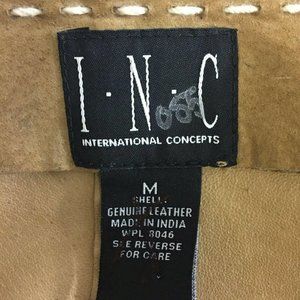 I·N·C
INTERNATIONAL CONCEPTS
M
SHELL:
GENUINE LEATHER
MADE IN INDIA
WPL 8046
SEE REVERSE
FOR CARE